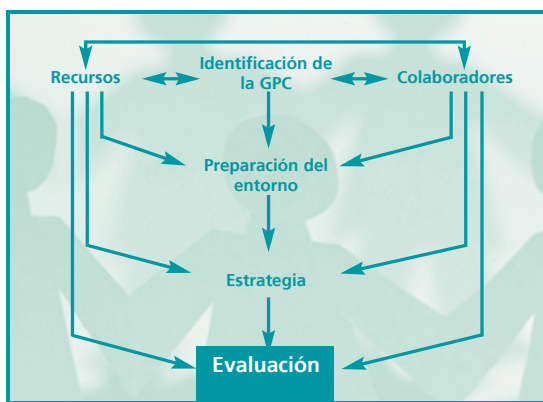 Identificación de
la GPC
Recursos
Colaboradores
Preparación del
entorno
Estrategia
Evaluación